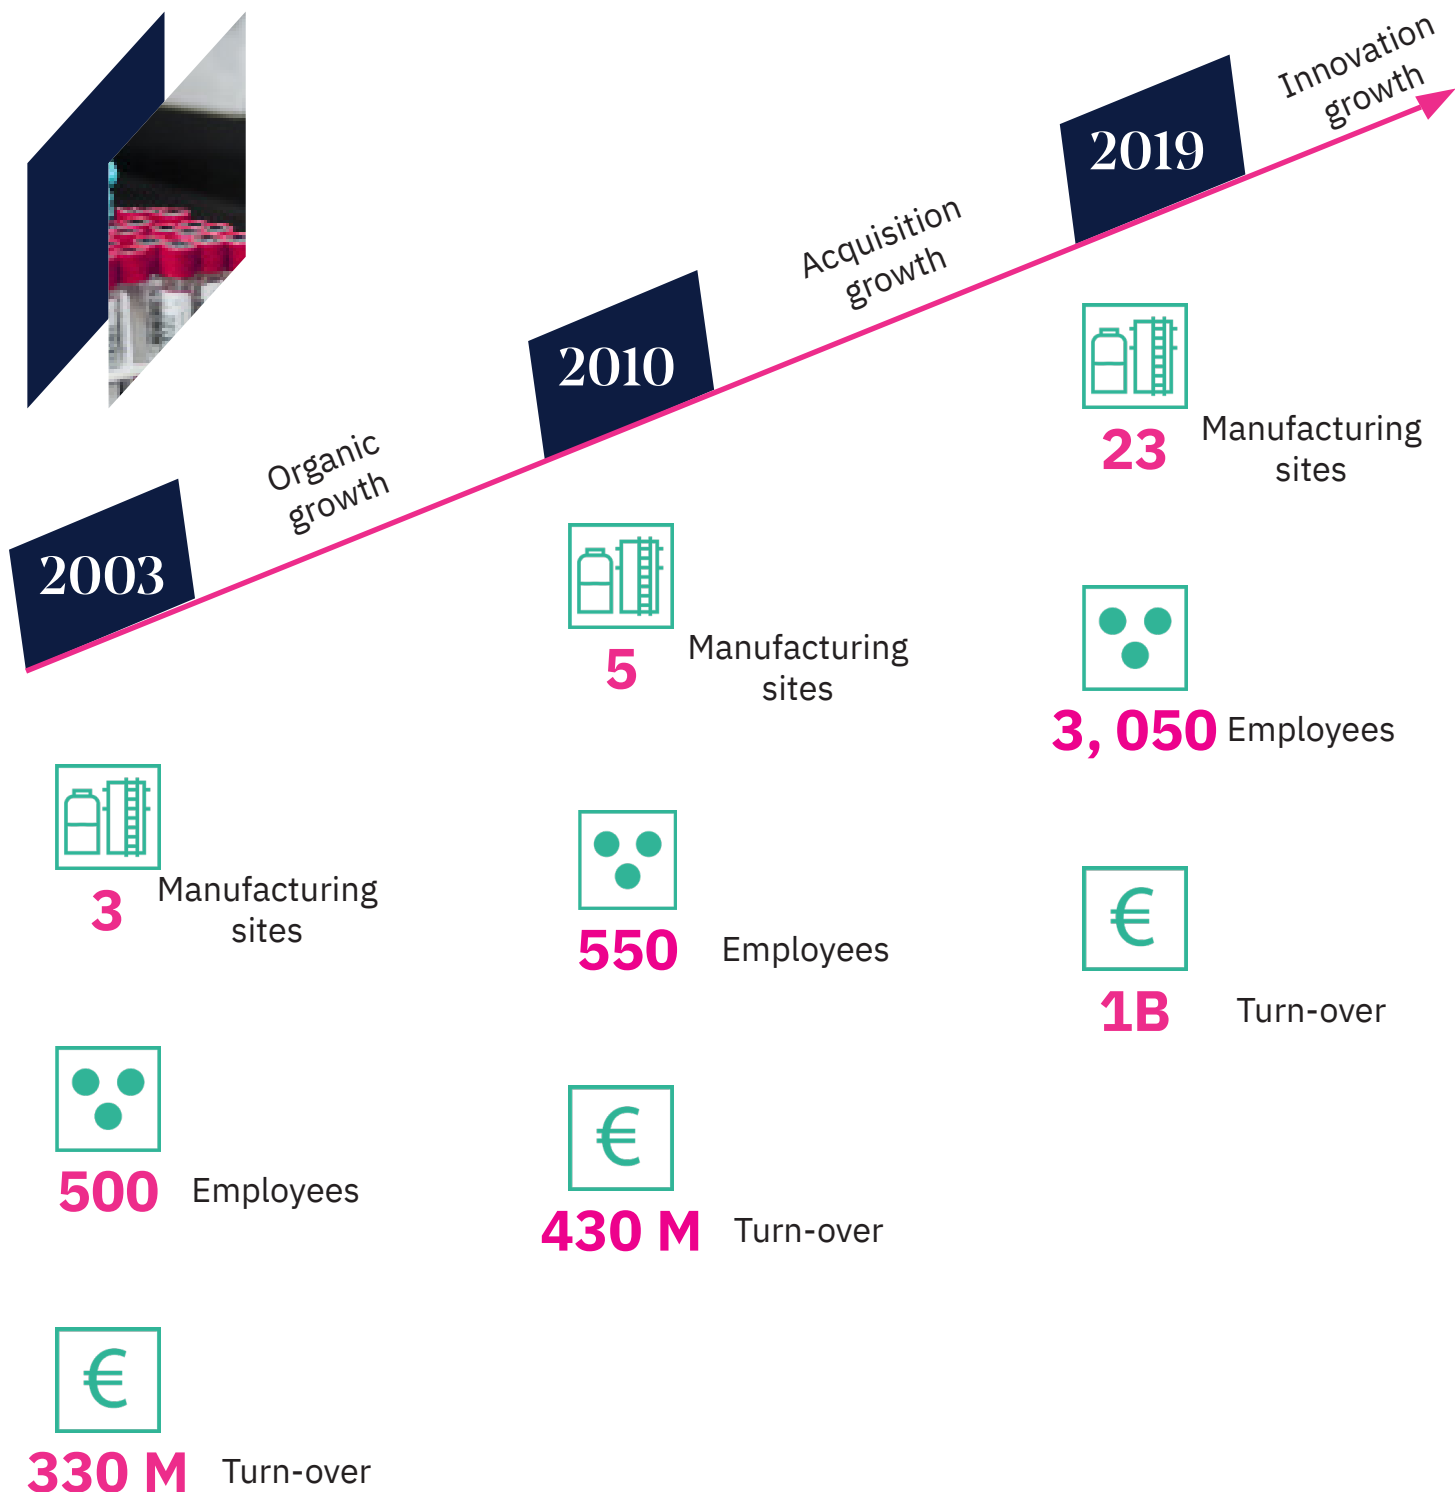 Innovation
growth
2019
Acquisition
growth
2010
Organic
growth
2003
3
Manufacturing
sites
500
Employees
€
330 M
Turn-over
5
Manufacturing
sites
550
Employees
€
430 M
Turn-over
23
Manufacturing
sites
3, 050
Employees
€
1B
Turn-over